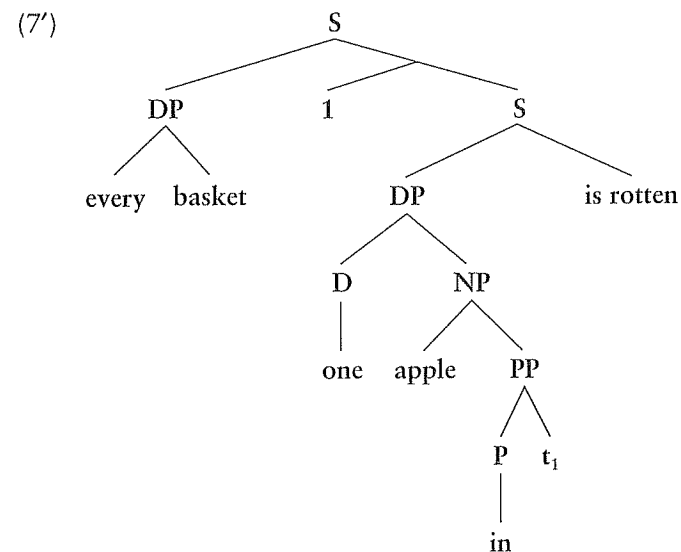 (7′) S
DP 1 S
every basket DP is rotten
D NP
one apple PP
P t₁
in